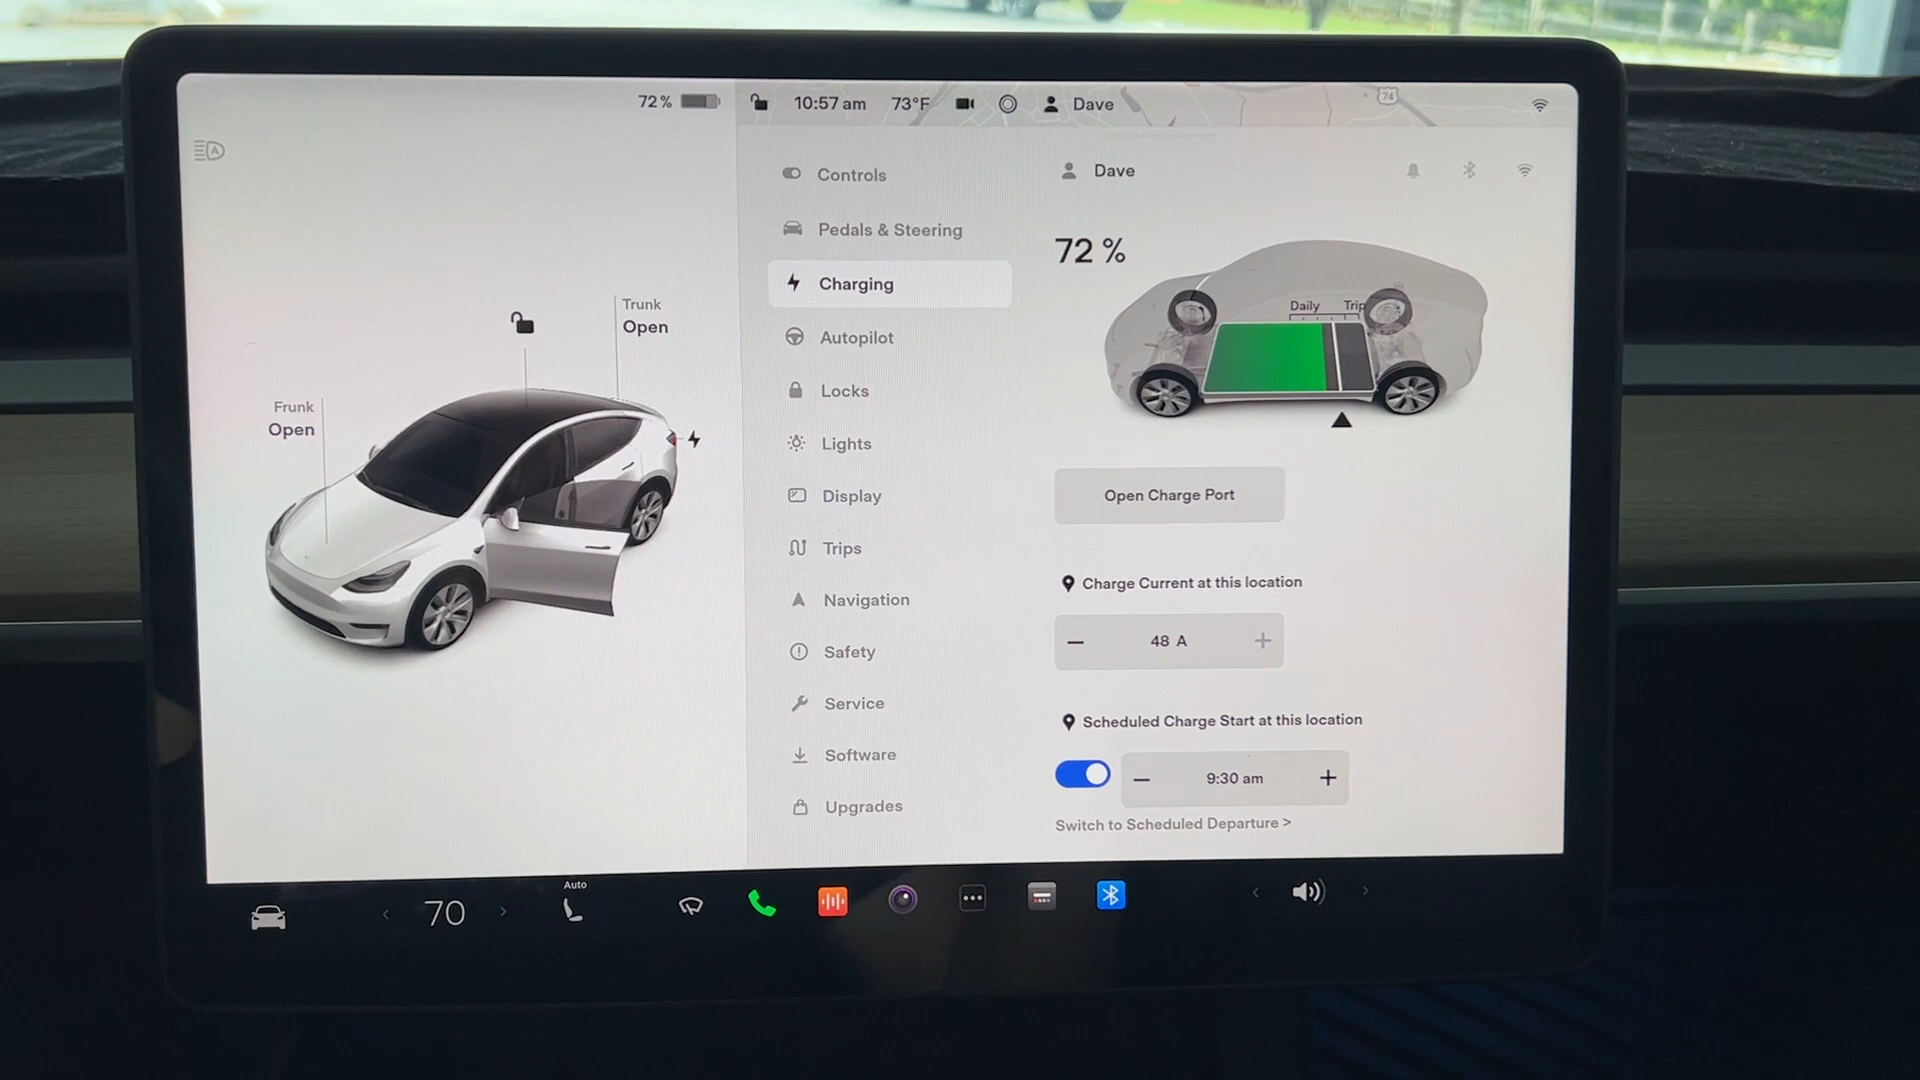 72 %
10:57 am 73°F Dave
74
A
Controls
Pedals & Steering
Charging
Autopilot
Locks
Lights
Display
Trips
Navigation
Safety
Service
Software
Upgrades
Trunk
Open
Frunk
Open
Dave
72 %
Daily Trip
Open Charge Port
Charge Current at this location
48 A
Scheduled Charge Start at this location
9:30 am
Switch to Scheduled Departure >
70
Auto